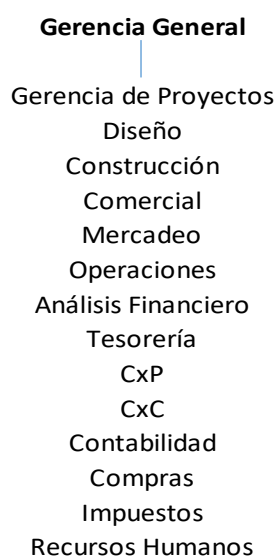 Gerencia General
Gerencia de Proyectos
Diseño
Construcción
Comercial
Mercadeo
Operaciones
Análisis Financiero
Tesorería
CxP
CxC
Contabilidad
Compras
Impuestos
Recursos Humanos